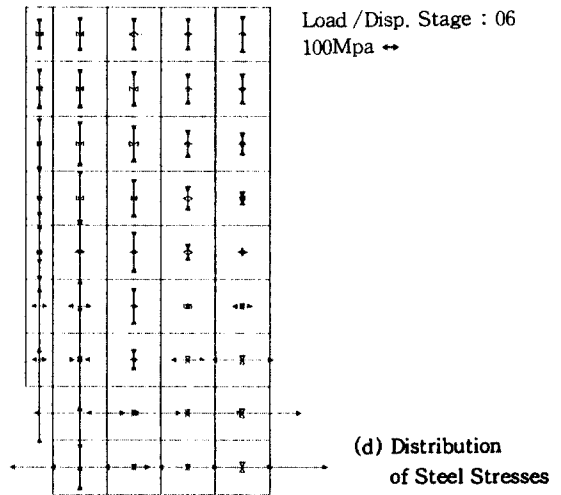 Load /Disp. Stage : 06
100Mpa ↔
(d) Distribution
of Steel Stresses